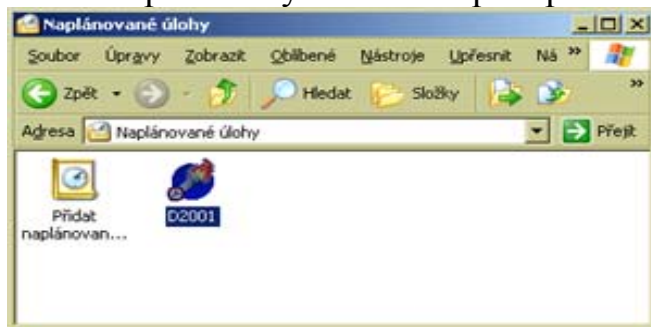 Naplánované úlohy
Soubor Úpravy Zobrazit Oblíbené Nástroje Upřesnit Ná »
Zpět Hledat Složky »
Adresa Naplánované úlohy Přejít
Přidat naplánovan...
D2001